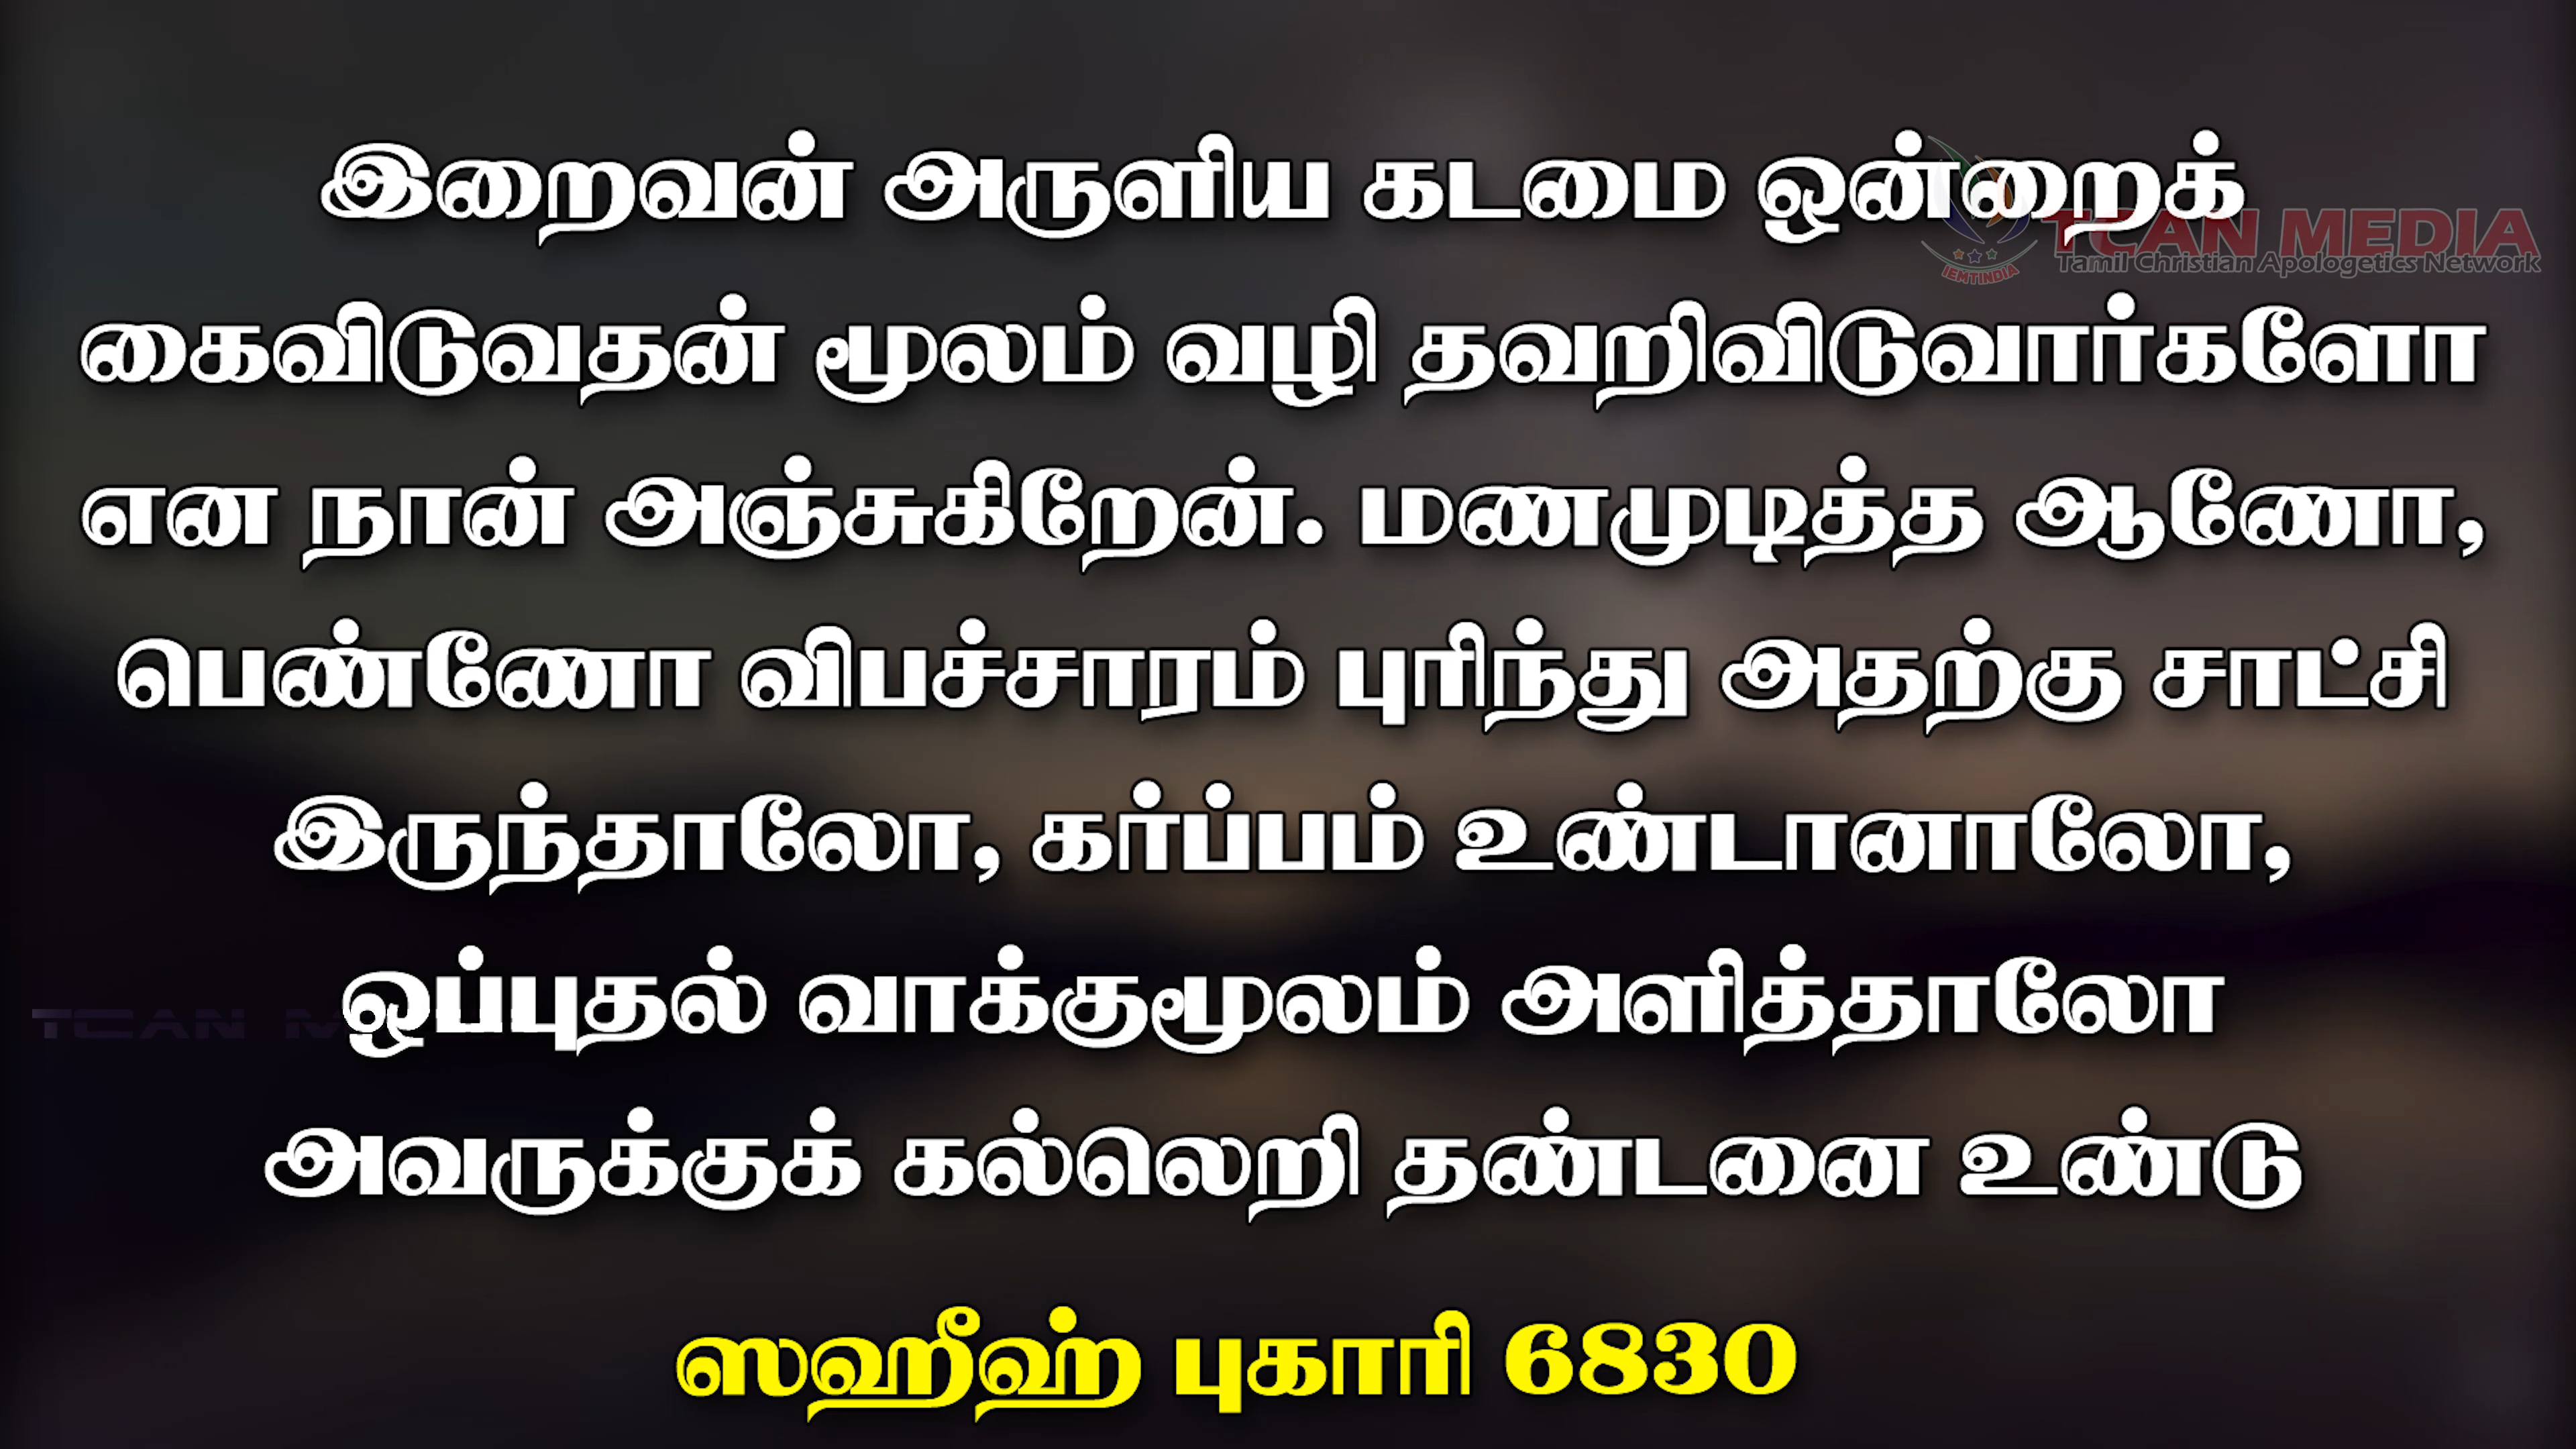 இறைவன் அருளிய கடமை ஒன்றைக்
TCAN MEDIA
Tamil Christian Apologetics Network
IEMTINDIA
கைவிடுவதன் மூலம் வழி தவறிவிடுவார்களோ
என நான் அஞ்சுகிறேன். மணமுடித்த ஆணோ,
பெண்ணோ விபச்சாரம் புரிந்து அதற்கு சாட்சி
இருந்தாலோ, கர்ப்பம் உண்டானாலோ,
ஒப்புதல் வாக்குமூலம் அளித்தாலோ
TCAN
அவருக்குக் கல்லெறி தண்டனை உண்டு
ஸஹீஹ் புகாரி 6830